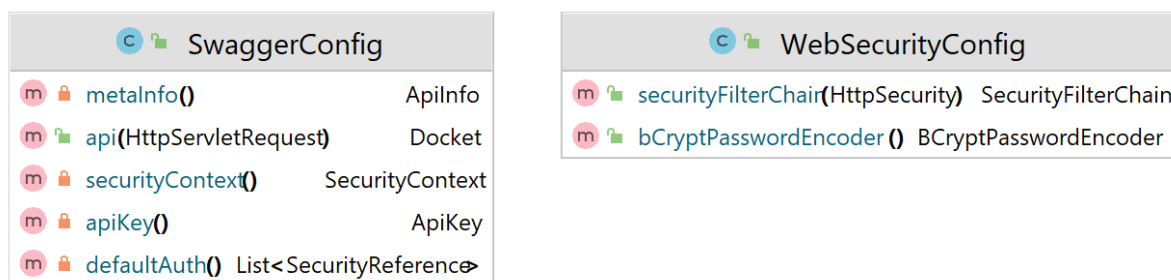 C SwaggerConfig
m metaInfo() ApiInfo
m api(HttpServletRequest) Docket
m securityContext() SecurityContext
m apiKey() ApiKey
m defaultAuth() List<SecurityReference>
C WebSecurityConfig
m securityFilterChain(HttpSecurity) SecurityFilterChain
m bCryptPasswordEncoder() BCryptPasswordEncoder